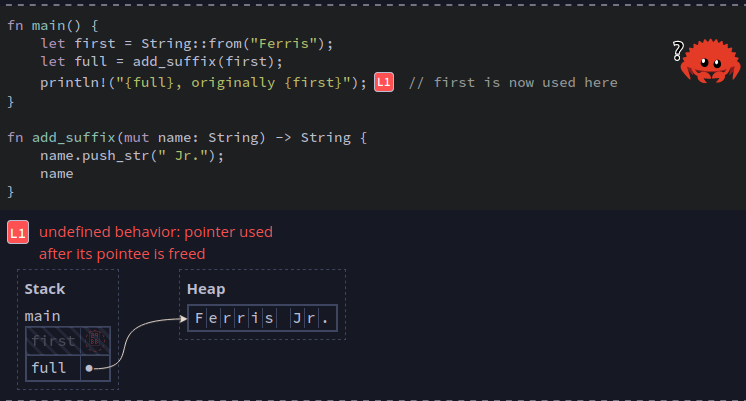 fn main() {
    let first = String::from("Ferris");
    let full = add_suffix(first);
    println!("{full}, originally {first}"); L1 // first is now used here
}
fn add_suffix(mut name: String) -> String {
    name.push_str(" Jr.");
    name
}
?
L1 undefined behavior: pointer used
after its pointee is freed
Stack
Heap
main
Ferris Jr.
first
full